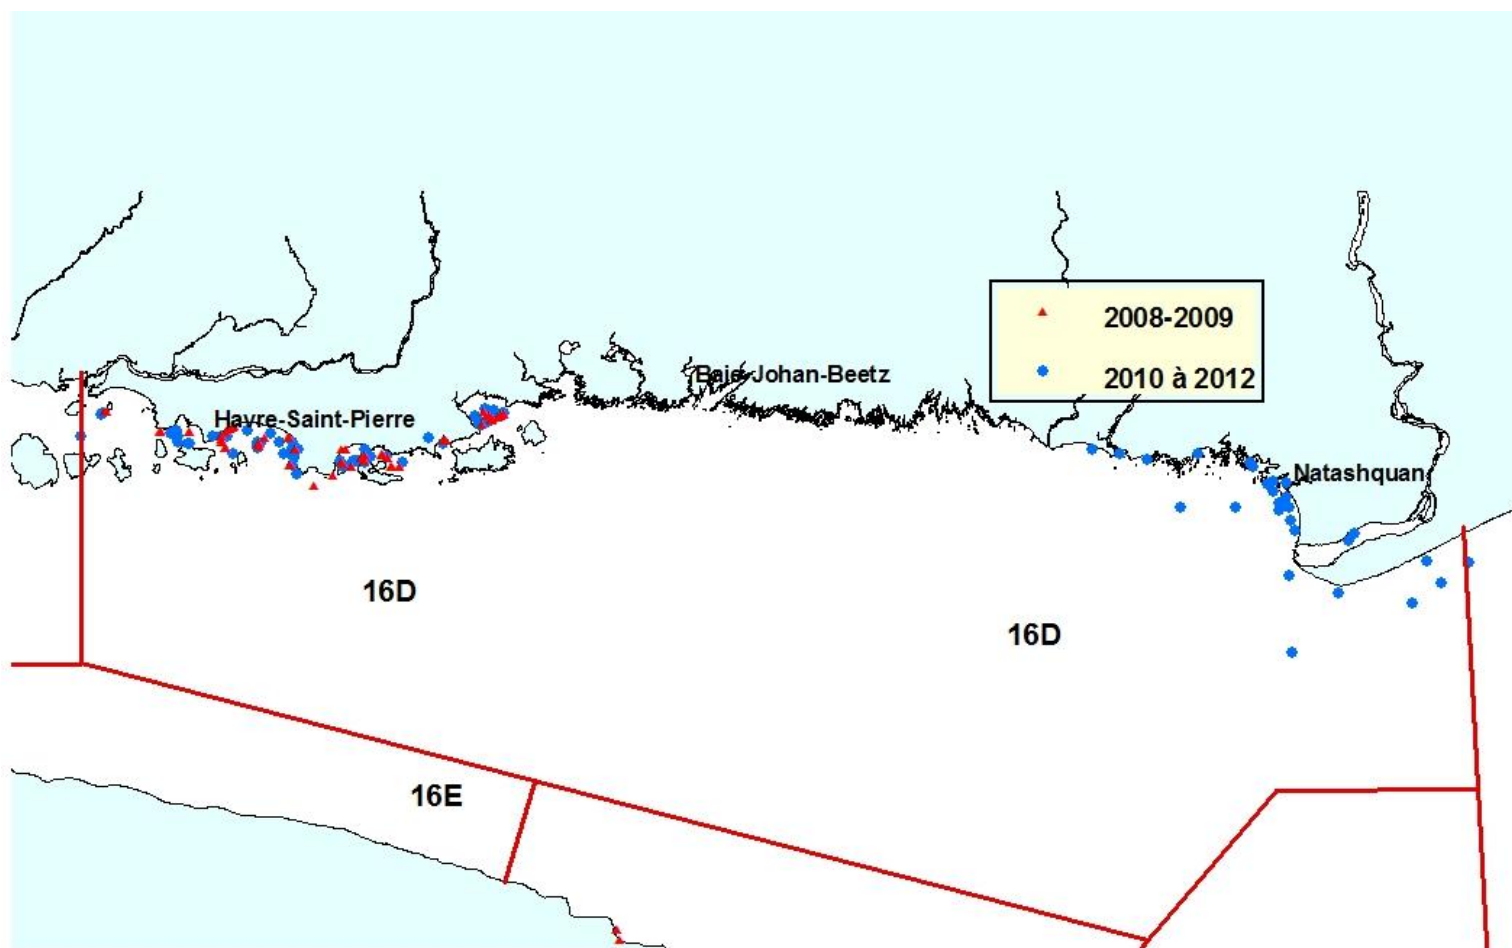 2008-2009
2010 à 2012
Baie-Johan-Beetz
Havre-Saint-Pierre
Natashquan
16D
16D
16E